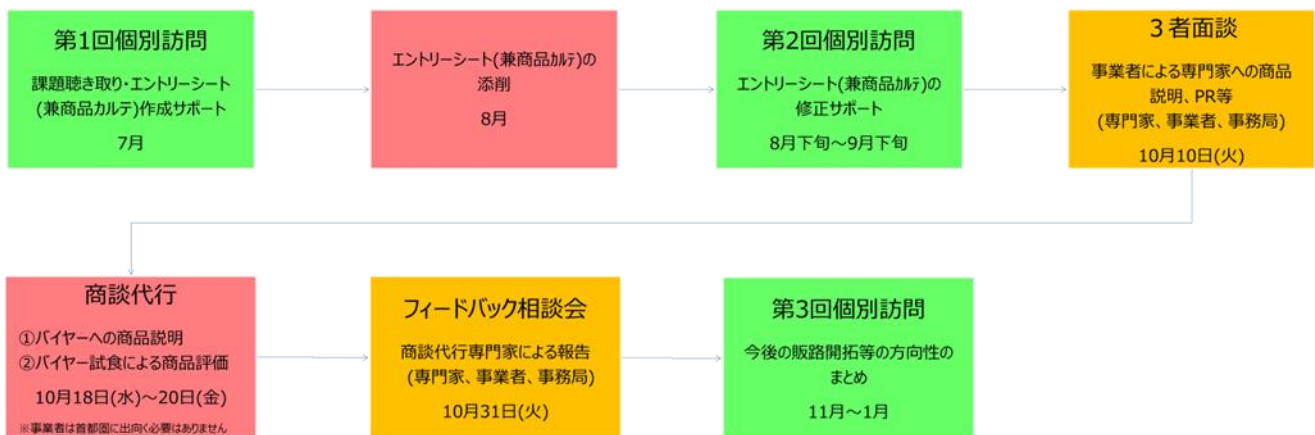 第1回個別訪問
課題聴き取り・エントリーシート
(兼商品カルテ)作成サポート
7月
エントリーシート(兼商品ｶﾙﾃ)の
添削
8月
第2回個別訪問
エントリーシート(兼商品ｶﾙﾃ)の
修正サポート
8月下旬～9月下旬
３者面談
事業者による専門家への商品
説明、PR等
(専門家、事業者、事務局)
10月10日(火)
商談代行
①バイヤーへの商品説明
②バイヤー試食による商品評価
10月18日(水)～20日(金)
※事業者は首都圏に出向く必要はありません
フィードバック相談会
商談代行専門家による報告
(専門家、事業者、事務局)
10月31日(火)
第3回個別訪問
今後の販路開拓等の方向性の
まとめ
11月～1月